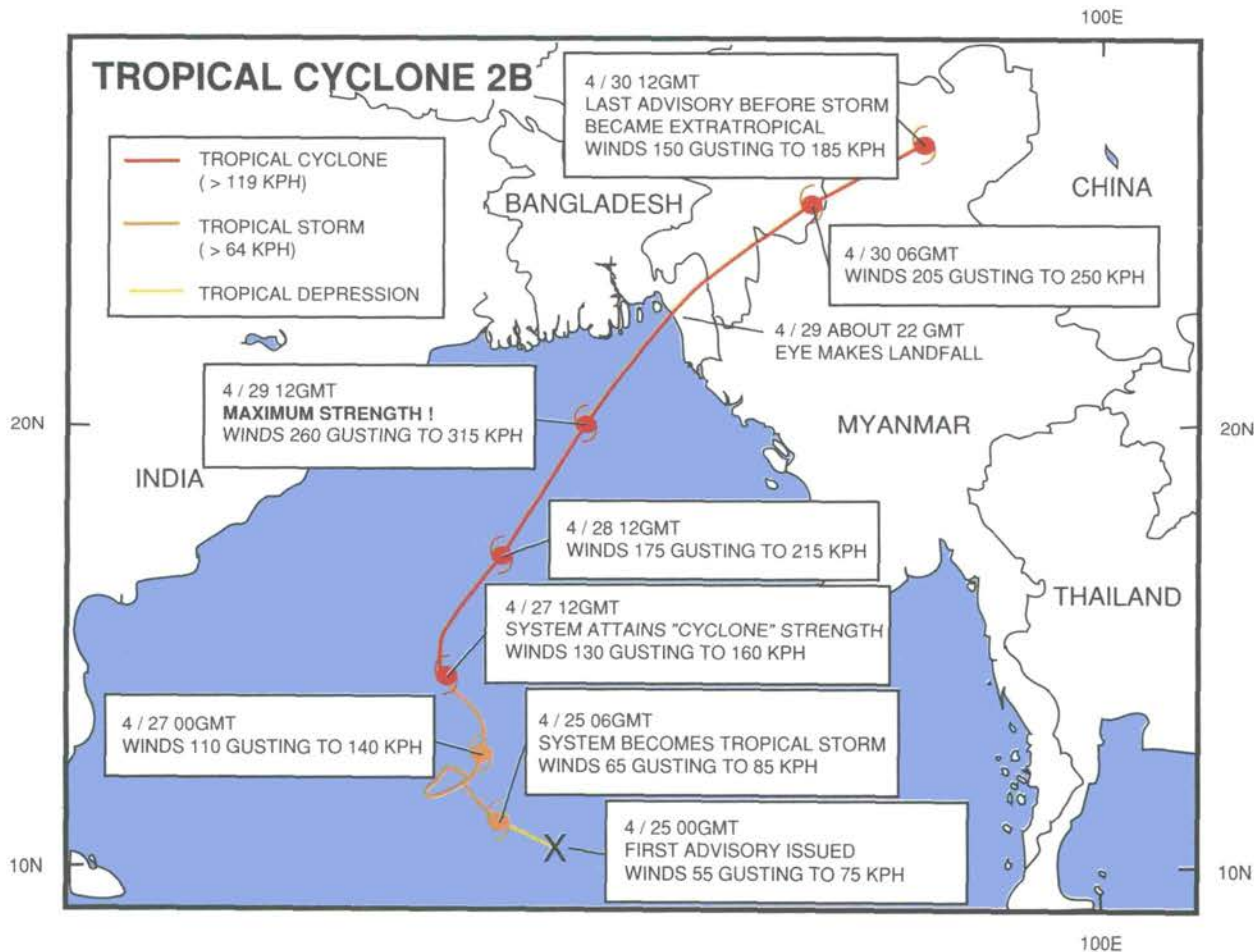 100E
TROPICAL CYCLONE 2B
4 / 30 12GMT
LAST ADVISORY BEFORE STORM
BECAME EXTRATROPICAL
WINDS 150 GUSTING TO 185 KPH
TROPICAL CYCLONE
( > 119 KPH)
TROPICAL STORM
( > 64 KPH)
TROPICAL DEPRESSION
BANGLADESH
CHINA
4 / 30 06GMT
WINDS 205 GUSTING TO 250 KPH
4 / 29 ABOUT 22 GMT
EYE MAKES LANDFALL
4 / 29 12GMT
MAXIMUM STRENGTH !
WINDS 260 GUSTING TO 315 KPH
20N
20N
MYANMAR
INDIA
4 / 28 12GMT
WINDS 175 GUSTING TO 215 KPH
THAILAND
4 / 27 12GMT
SYSTEM ATTAINS "CYCLONE" STRENGTH
WINDS 130 GUSTING TO 160 KPH
4 / 27 00GMT
WINDS 110 GUSTING TO 140 KPH
4 / 25 06GMT
SYSTEM BECOMES TROPICAL STORM
WINDS 65 GUSTING TO 85 KPH
X
4 / 25 00GMT
FIRST ADVISORY ISSUED
WINDS 55 GUSTING TO 75 KPH
10N
10N
100E